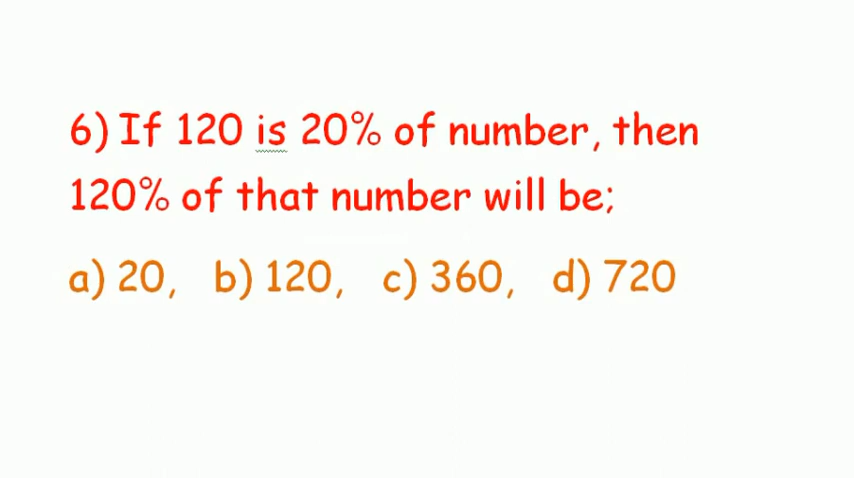 6) If 120 is 20% of number, then
120% of that number will be;
a) 20, b) 120, c) 360, d) 720